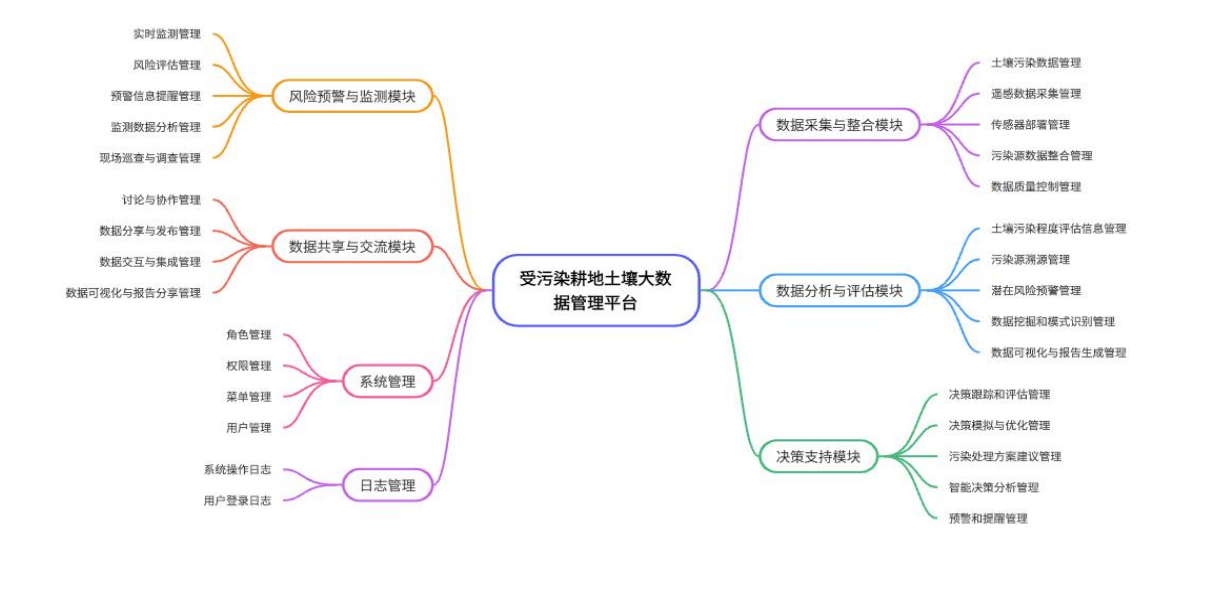 受污染耕地土壤大数
据管理平台
风险预警与监测模块
实时监测管理
风险评估管理
预警信息提醒管理
监测数据分析管理
现场巡查与调查管理
数据共享与交流模块
讨论与协作管理
数据分享与发布管理
数据交互与集成管理
数据可视化与报告分享管理
系统管理
角色管理
权限管理
菜单管理
用户管理
日志管理
系统操作日志
用户登录日志
数据采集与整合模块
土壤污染数据管理
遥感数据采集管理
传感器部署管理
污染源数据整合管理
数据质量控制管理
数据分析与评估模块
土壤污染程度评估信息管理
污染源溯源管理
潜在风险预警管理
数据挖掘和模式识别管理
数据可视化与报告生成管理
决策支持模块
决策跟踪和评估管理
决策模拟与优化管理
污染处理方案建议管理
智能决策分析管理
预警和提醒管理